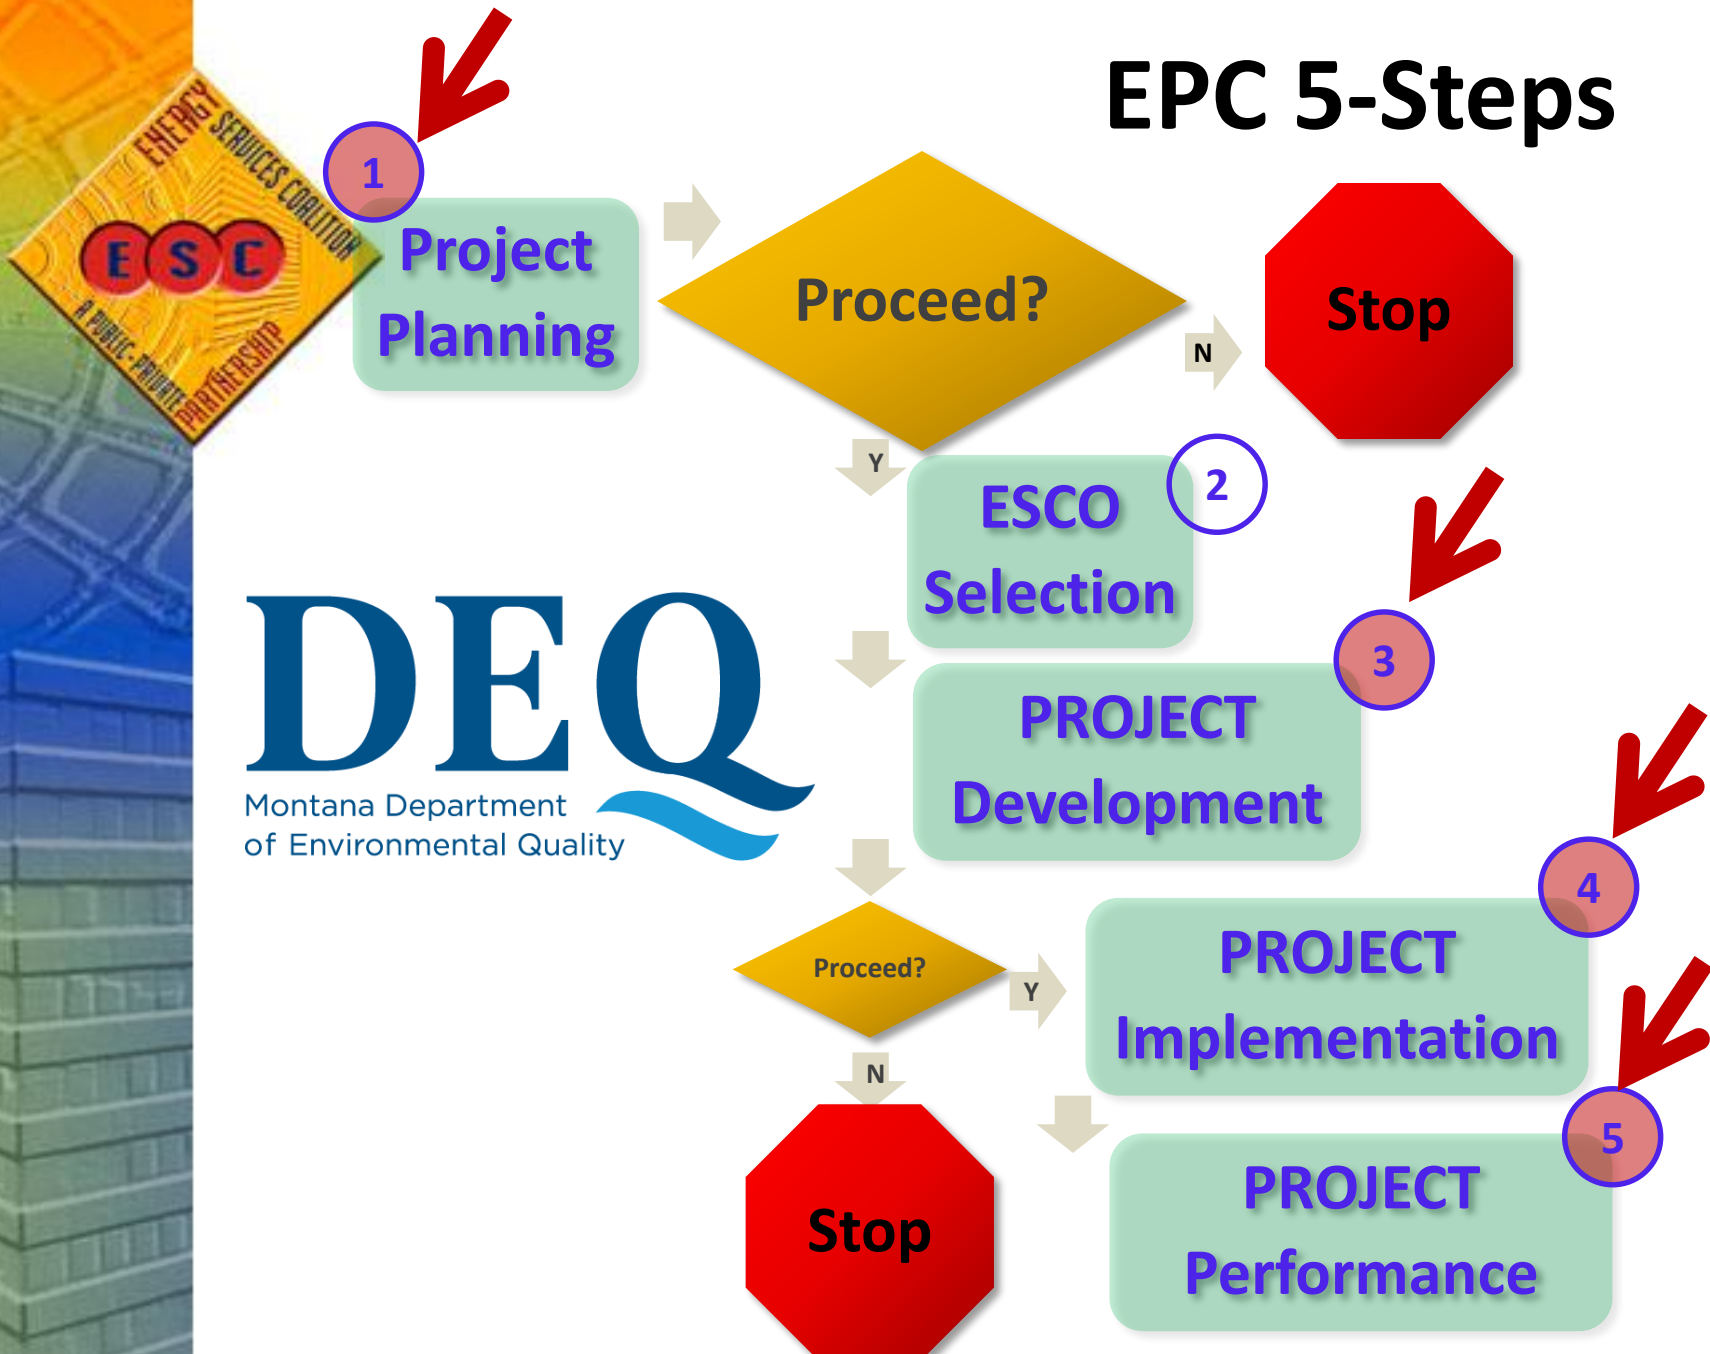 EPC 5-Steps
ENERGY
SERVICES COALITION
ESC
A PUBLIC-PRIVATE
PARTNERSHIP
1
Project
Planning
Proceed?
N
Stop
Y
2
ESCO
Selection
3
PROJECT
Development
DEQ
Montana Department
of Environmental Quality
4
Proceed?
Y
PROJECT
Implementation
N
5
Stop
PROJECT
Performance